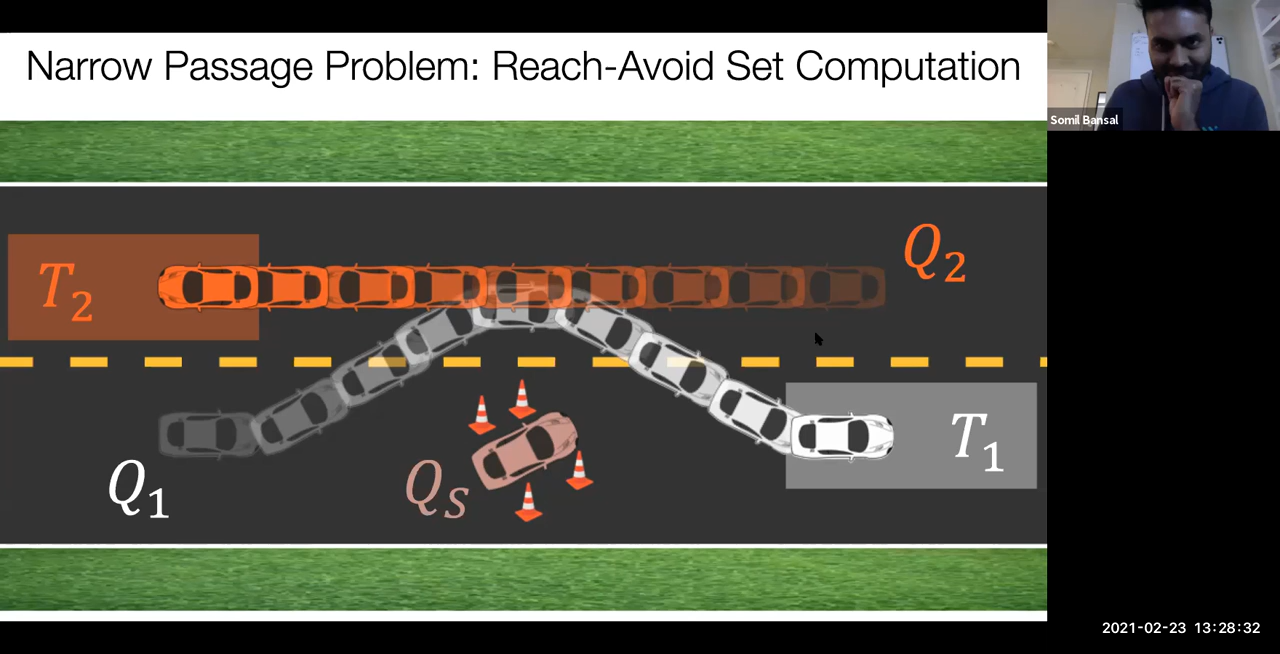 Narrow Passage Problem: Reach-Avoid Set Computation
Somil Bansal
T2
Q2
T1
Q1
QS
2021-02-23 13:28:32